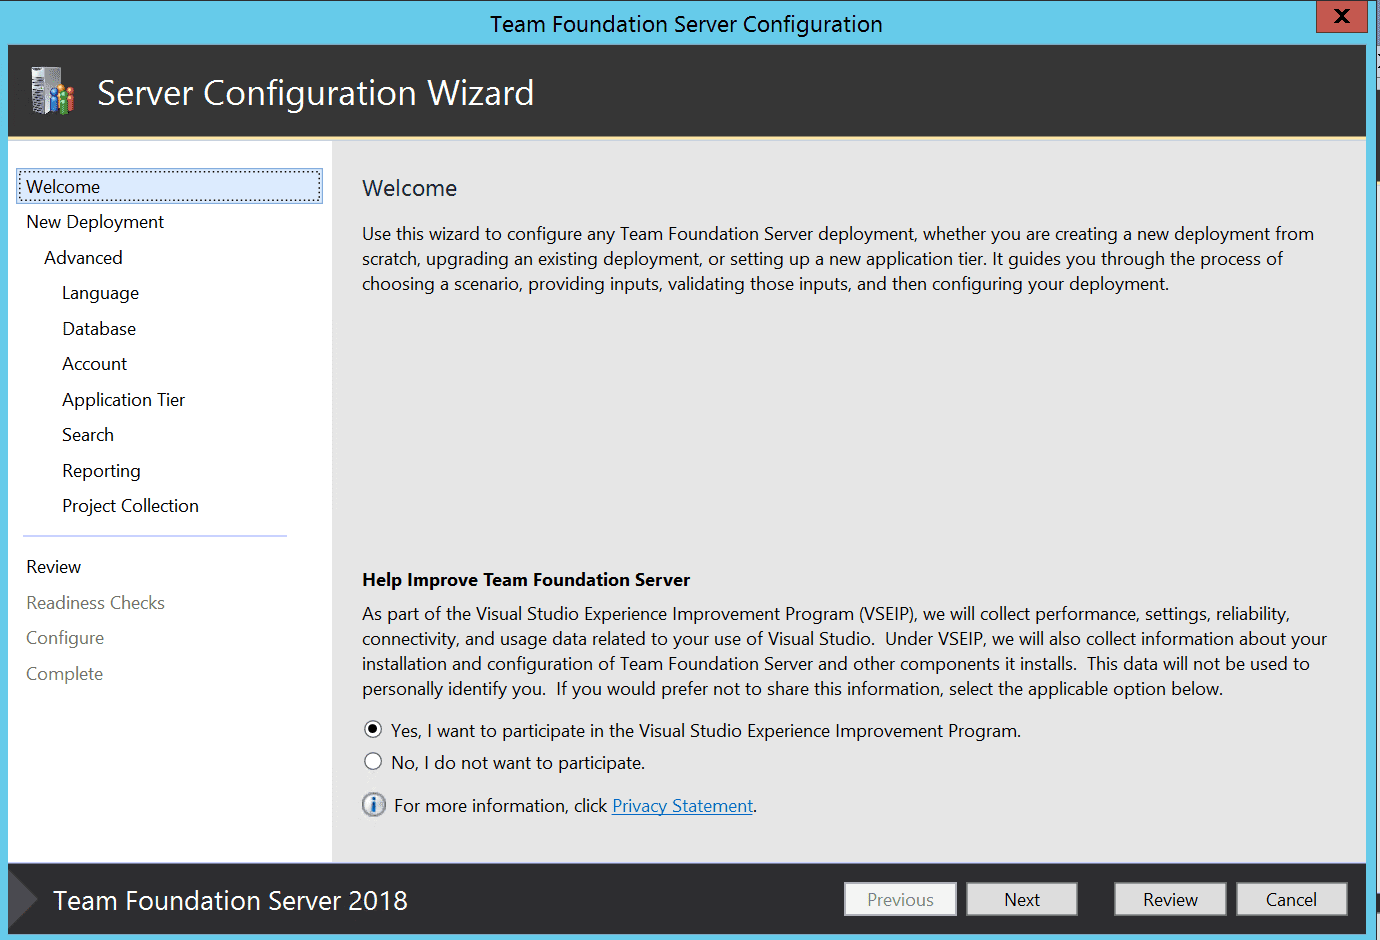 Team Foundation Server Configuration
X
Server Configuration Wizard
Welcome
New Deployment
Advanced
Language
Database
Account
Application Tier
Search
Reporting
Project Collection
Review
Readiness Checks
Configure
Complete
Welcome
Use this wizard to configure any Team Foundation Server deployment, whether you are creating a new deployment from
scratch, upgrading an existing deployment, or setting up a new application tier. It guides you through the process of
choosing a scenario, providing inputs, validating those inputs, and then configuring your deployment.
Help Improve Team Foundation Server
As part of the Visual Studio Experience Improvement Program (VSEIP), we will collect performance, settings, reliability,
connectivity, and usage data related to your use of Visual Studio.  Under VSEIP, we will also collect information about your
installation and configuration of Team Foundation Server and other components it installs.  This data will not be used to
personally identify you.  If you would prefer not to share this information, select the applicable option below.
Yes, I want to participate in the Visual Studio Experience Improvement Program.
No, I do not want to participate.
For more information, click Privacy Statement.
Team Foundation Server 2018
Previous
Next
Review
Cancel